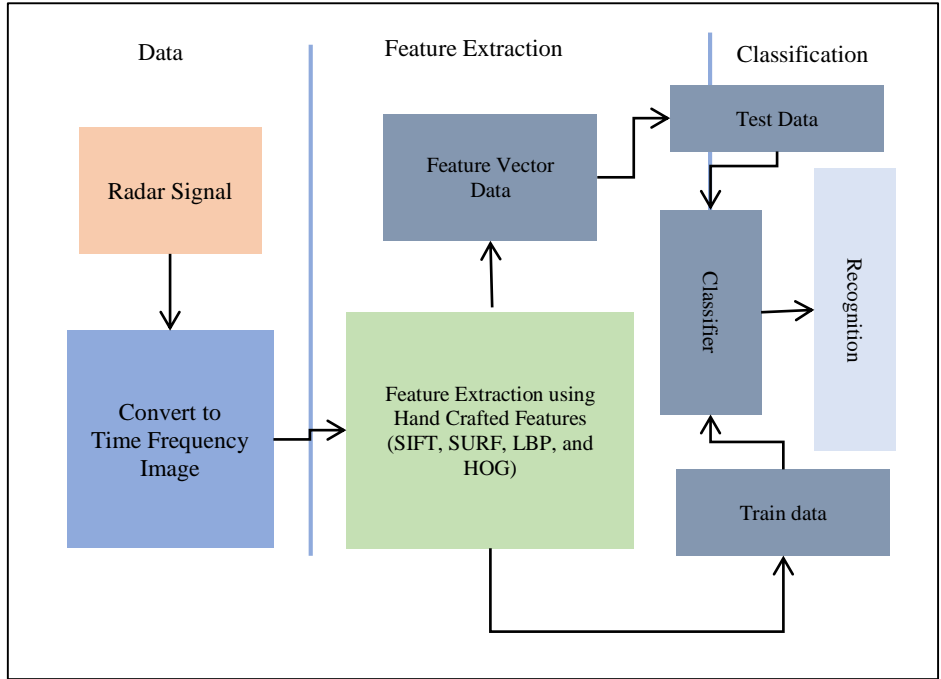 Data
Feature Extraction
Classification
Radar Signal
Convert to
Time Frequency
Image
Feature Vector
Data
Feature Extraction using
Hand Crafted Features
(SIFT, SURF, LBP, and
HOG)
Test Data
Classifier
Recognition
Train data